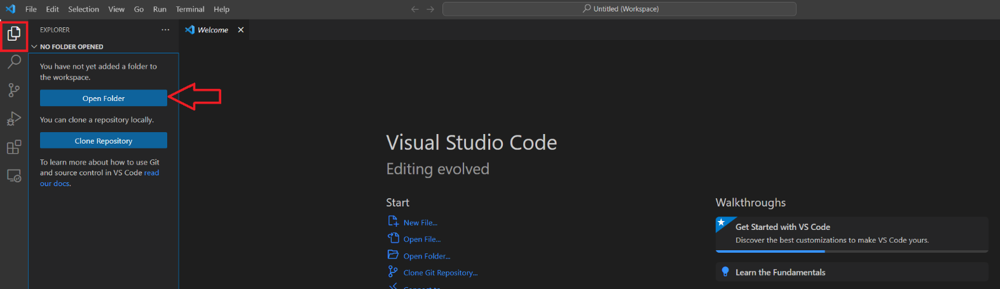 File Edit Selection View Go Run Terminal Help
Untitled (Workspace)
EXPLORER
Welcome
NO FOLDER OPENED
You have not yet added a folder to
the workspace.
Open Folder
You can clone a repository locally.
Clone Repository
To learn more about how to use Git
and source control in VS Code read
our docs.
Visual Studio Code
Editing evolved
Start
New File...
Open File...
Open Folder...
Clone Git Repository...
Connect to...
Walkthroughs
Get Started with VS Code
Discover the best customizations to make VS Code yours.
Learn the Fundamentals